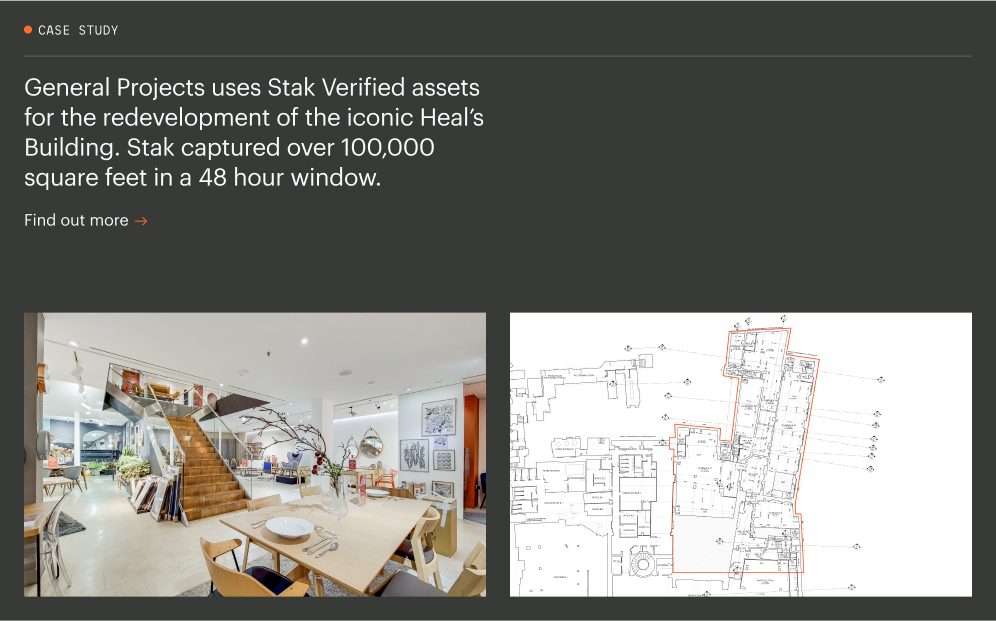 CASE STUDY
General Projects uses Stak Verified assets
for the redevelopment of the iconic Heal’s
Building. Stak captured over 100,000
square feet in a 48 hour window.
Find out more →